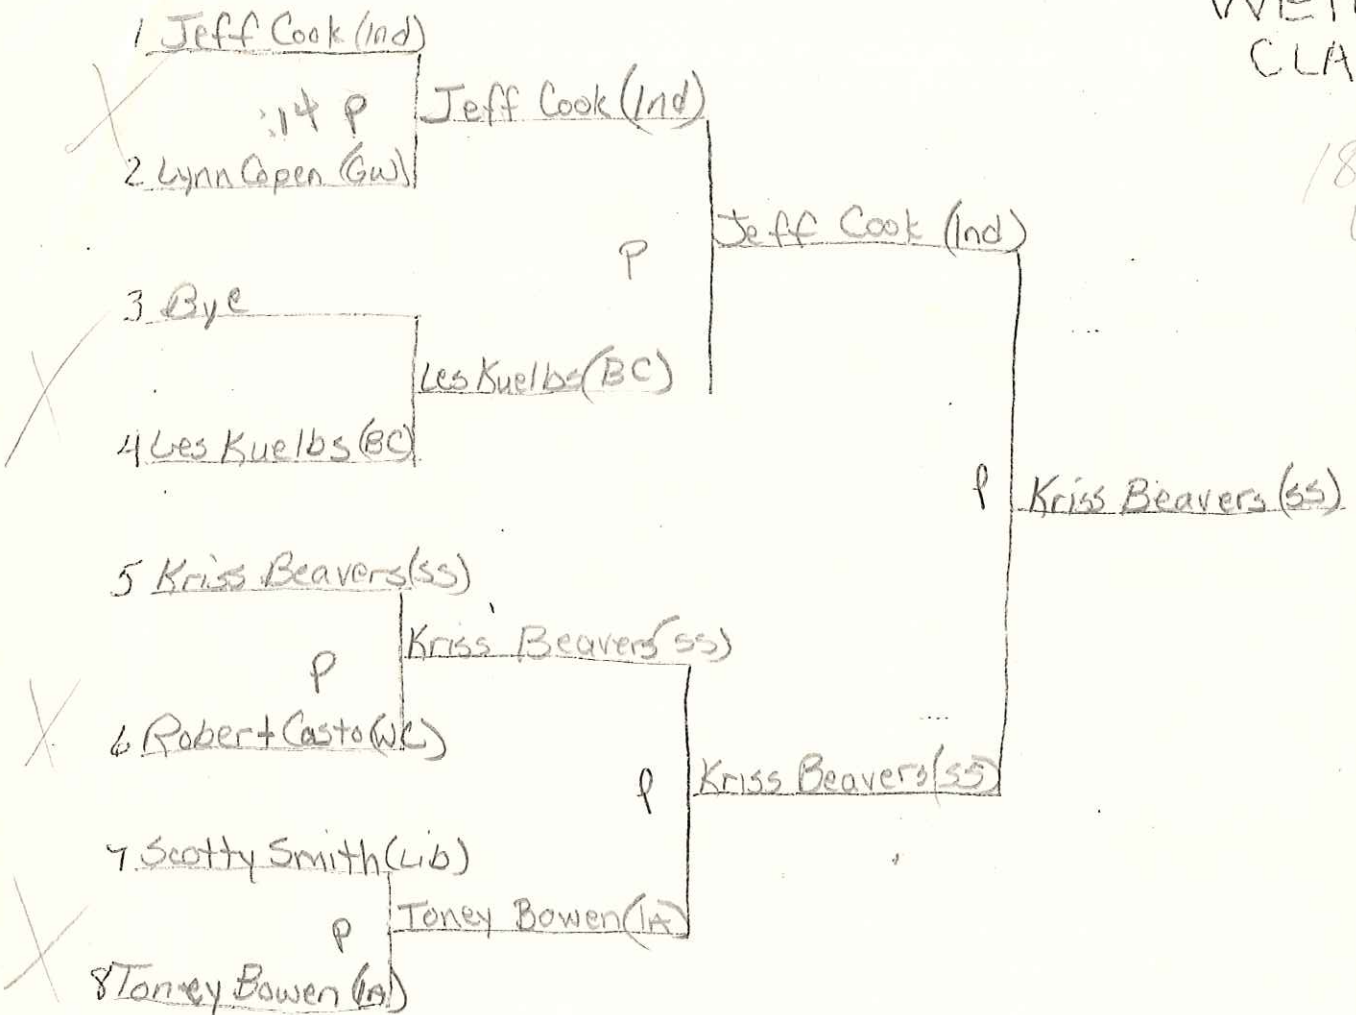 1 Jeff Cook (Ind)
CLA
:14 P
Jeff Cook (Ind)
2 Lynn Copen (GW)
18
Jeff Cook (Ind)
P
3 Bye
Les Kuelbs (BC)
4 Les Kuelbs (BC)
P
Kriss Beavers (SS)
5 Kriss Beavers (SS)
Kriss Beavers (SS)
P
6 Robert Casto (WC)
P
Kriss Beavers (SS)
7 Scotty Smith (Lib)
Toney Bowen (IA)
P
8 Toney Bowen (IA)